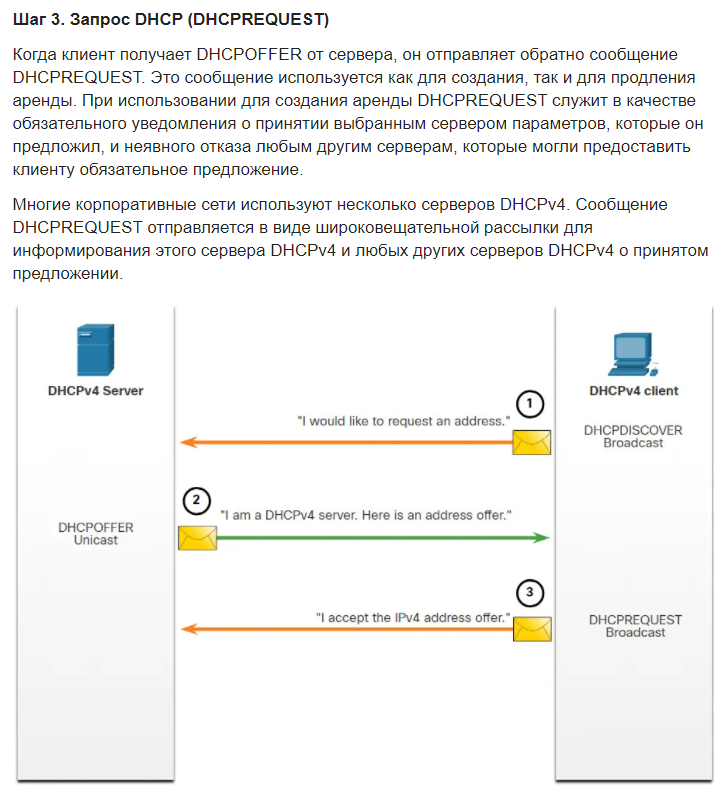 Шаг 3. Запрос DHCP (DHCPREQUEST)
Когда клиент получает DHCPOFFER от сервера, он отправляет обратно сообщение
DHCPREQUEST. Это сообщение используется как для создания, так и для продления
аренды. При использовании для создания аренды DHCPREQUEST служит в качестве
обязательного уведомления о принятии выбранным сервером параметров, которые он
предложил, и неявного отказа любым другим серверам, которые могли предоставить
клиенту обязательное предложение.
Многие корпоративные сети используют несколько серверов DHCPv4. Сообщение
DHCPREQUEST отправляется в виде широковещательной рассылки для
информирования этого сервера DHCPv4 и любых других серверов DHCPv4 о принятом
предложении.
DHCPv4 Server
DHCPv4 client
1
"I would like to request an address."
DHCPDISCOVER
Broadcast
2
"I am a DHCPv4 server. Here is an address offer."
DHCPOFFER
Unicast
3
"I accept the IPv4 address offer."
DHCPREQUEST
Broadcast